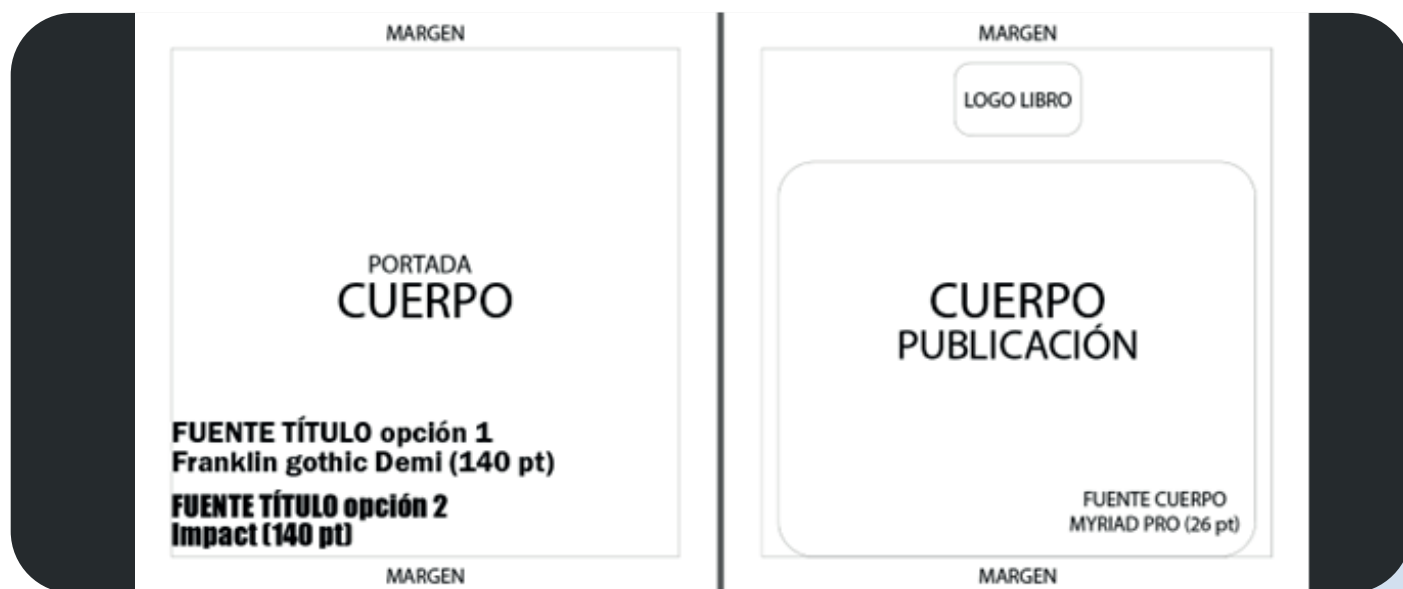 MARGEN
PORTADA
CUERPO
FUENTE TÍTULO opción 1
Franklin gothic Demi (140 pt)
FUENTE TÍTULO opción 2
Impact (140 pt)
MARGEN
MARGEN
LOGO LIBRO
CUERPO
PUBLICACIÓN
FUENTE CUERPO
MYRIAD PRO (26 pt)
MARGEN